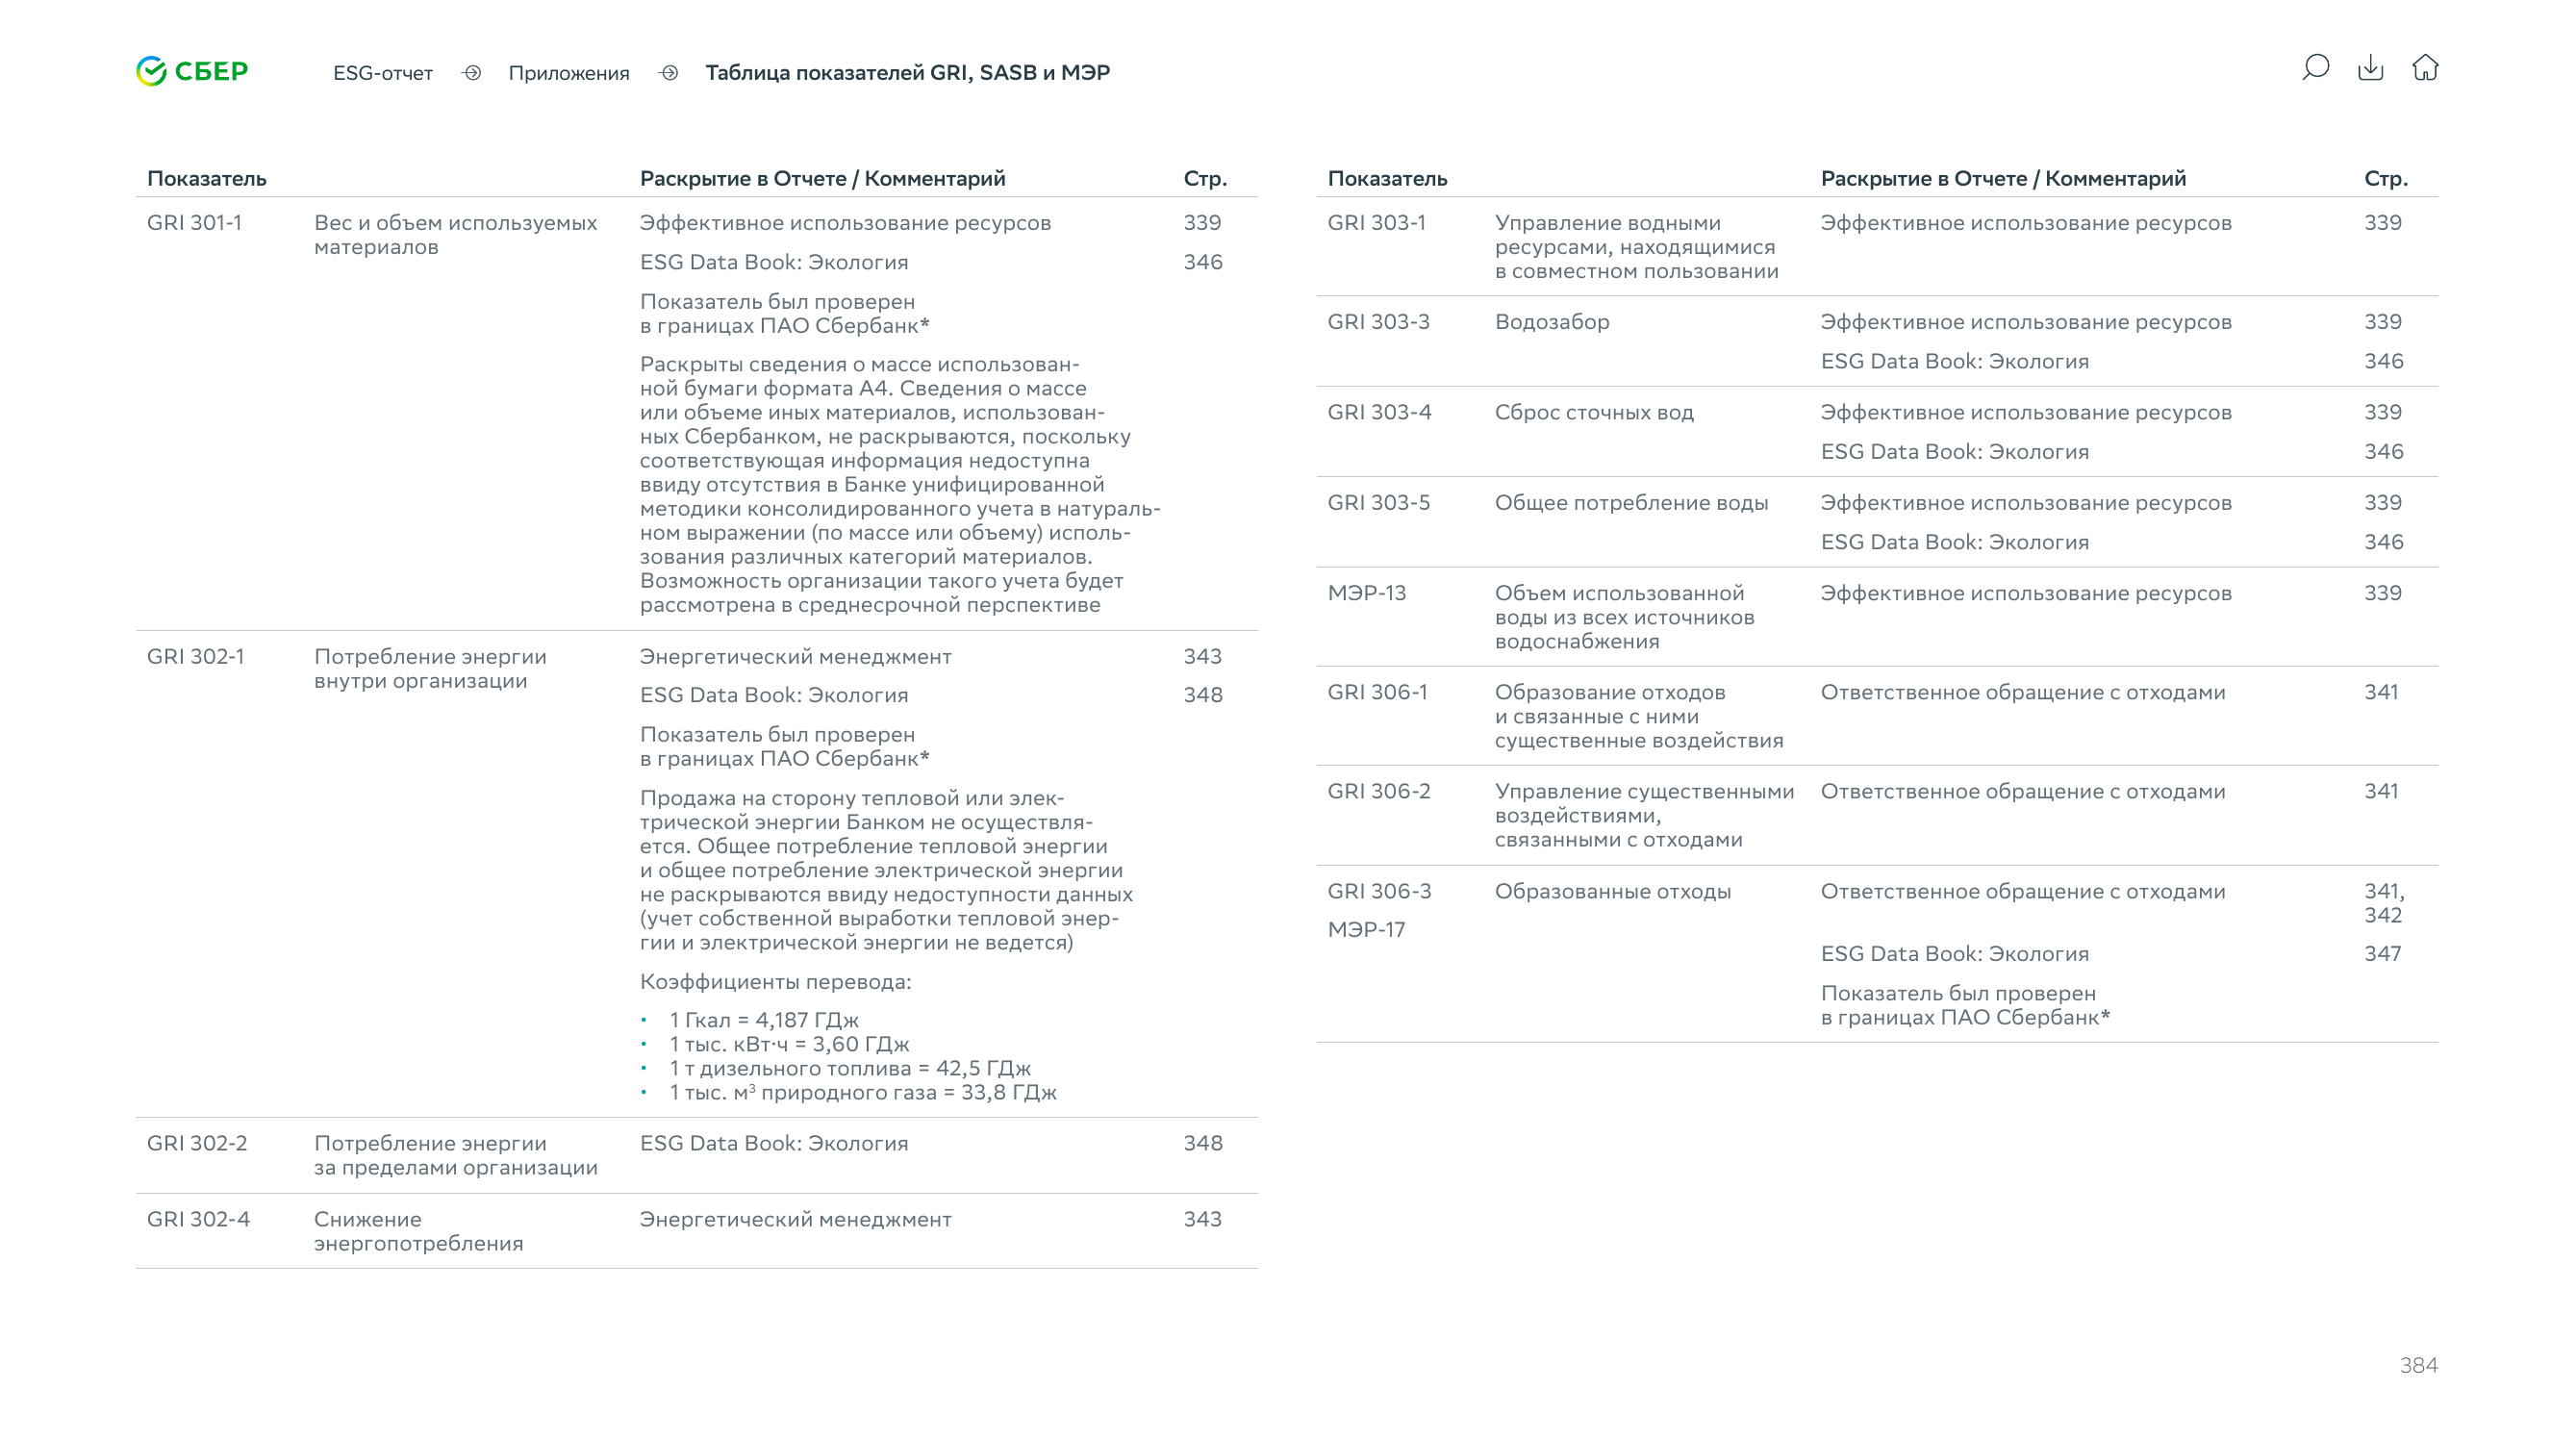 СБЕР
ESG-отчет Приложения Таблица показателей GRI, SASB и МЭР
Показатель Раскрытие в Отчете / Комментарий Стр.
GRI 301-1 Вес и объем используемых Эффективное использование ресурсов 339
материалов
ESG Data Book: Экология 346
Показатель был проверен
в границах ПАО Сбербанк*
Раскрыты сведения о массе использован-
ной бумаги формата А4. Сведения о массе
или объеме иных материалов, использован-
ных Сбербанком, не раскрываются, поскольку
соответствующая информация недоступна
ввиду отсутствия в Банке унифицированной
методики консолидированного учета в натураль-
ном выражении (по массе или объему) исполь-
зования различных категорий материалов.
Возможность организации такого учета будет
рассмотрена в среднесрочной перспективе
GRI 302-1 Потребление энергии Энергетический менеджмент 343
внутри организации
ESG Data Book: Экология 348
Показатель был проверен
в границах ПАО Сбербанк*
Продажа на сторону тепловой или элек-
трической энергии Банком не осуществля-
ется. Общее потребление тепловой энергии
и общее потребление электрической энергии
не раскрываются ввиду недоступности данных
(учет собственной выработки тепловой энер-
гии и электрической энергии не ведется)
Коэффициенты перевода:
• 1 Гкал = 4,187 ГДж
• 1 тыс. кВт·ч = 3,60 ГДж
• 1 т дизельного топлива = 42,5 ГДж
• 1 тыс. м³ природного газа = 33,8 ГДж
GRI 302-2 Потребление энергии ESG Data Book: Экология 348
за пределами организации
GRI 302-4 Снижение Энергетический менеджмент 343
энергопотребления
Показатель Раскрытие в Отчете / Комментарий Стр.
GRI 303-1 Управление водными Эффективное использование ресурсов 339
ресурсами, находящимися
в совместном пользовании
GRI 303-3 Водозабор Эффективное использование ресурсов 339
ESG Data Book: Экология 346
GRI 303-4 Сброс сточных вод Эффективное использование ресурсов 339
ESG Data Book: Экология 346
GRI 303-5 Общее потребление воды Эффективное использование ресурсов 339
ESG Data Book: Экология 346
МЭР-13 Объем использованной Эффективное использование ресурсов 339
воды из всех источников
водоснабжения
GRI 306-1 Образование отходов Ответственное обращение с отходами 341
и связанные с ними
существенные воздействия
GRI 306-2 Управление существенными Ответственное обращение с отходами 341
воздействиями,
связанными с отходами
GRI 306-3 Образованные отходы Ответственное обращение с отходами 341,
342
МЭР-17
ESG Data Book: Экология 347
Показатель был проверен
в границах ПАО Сбербанк*
384